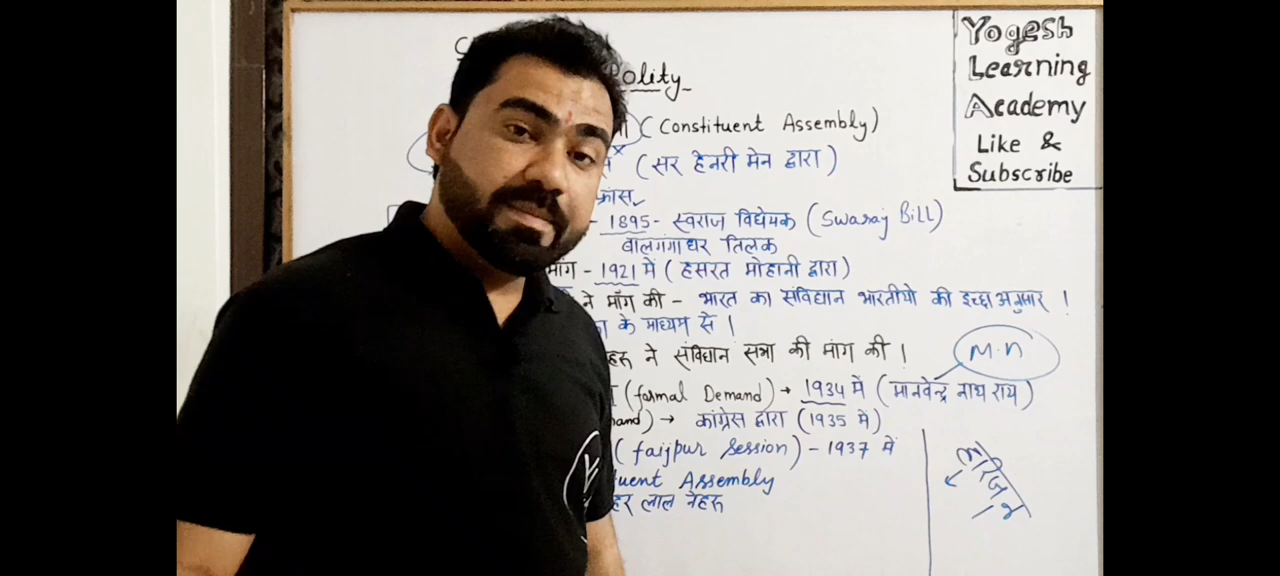 Polity
(Constituent Assembly)
(सर हेनरी मेन द्वारा)
फ्रांस
- 1895 - स्वराज विधेयक (Swaraj Bill)
बालगंगाधर तिलक
मांग - 1921 में (हसरत मोहानी द्वारा)
ने माँग की - भारत का संविधान भारतीयो की इच्छा अनुसार ।
के माध्यम से ।
हरू ने संविधान सभा की मांग की ।
M.N
(formal Demand) → 1934 में (मानवेन्द्र नाथ राय)
mand) → कांग्रेस द्वारा (1935 में)
(faijpur Session) - 1937 में
uent Assembly
हर लाल नेहरू
Yogesh
Learning
Academy
Like &
Subscribe